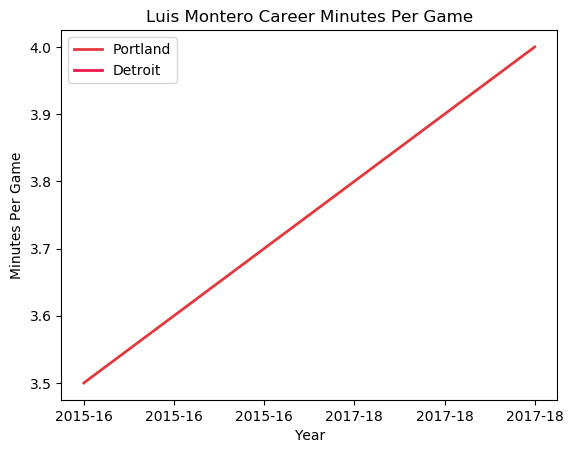 Luis Montero Career Minutes Per Game
Portland
Detroit
4.0
3.9
3.8
3.7
3.6
3.5
Minutes Per Game
2015-16 2015-16 2015-16 2017-18 2017-18 2017-18
Year